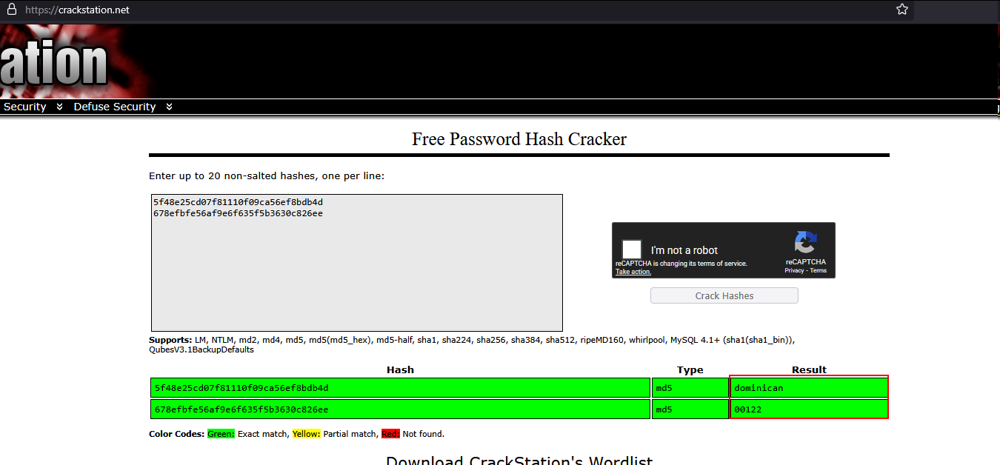 https://crackstation.net
ation
Security Defuse Security
Free Password Hash Cracker
Enter up to 20 non-salted hashes, one per line:
5f48e25cd07f81110f09ca56ef8bdb4d
678efbfe56af9e6f635f5b3630c826ee
I'm not a robot
reCAPTCHA is changing its terms of service.
Take action.
reCAPTCHA
Privacy - Terms
Crack Hashes
Supports: LM, NTLM, md2, md4, md5, md5(md5_hex), md5-half, sha1, sha224, sha256, sha384, sha512, ripeMD160, whirlpool, MySQL 4.1+ (sha1(sha1_bin)),
QubesV3.1BackupDefaults
Hash Type Result
5f48e25cd07f81110f09ca56ef8bdb4d md5 dominican
678efbfe56af9e6f635f5b3630c826ee md5 00122
Color Codes: Green: Exact match, Yellow: Partial match, Red: Not found.
Download CrackStation's Wordlist